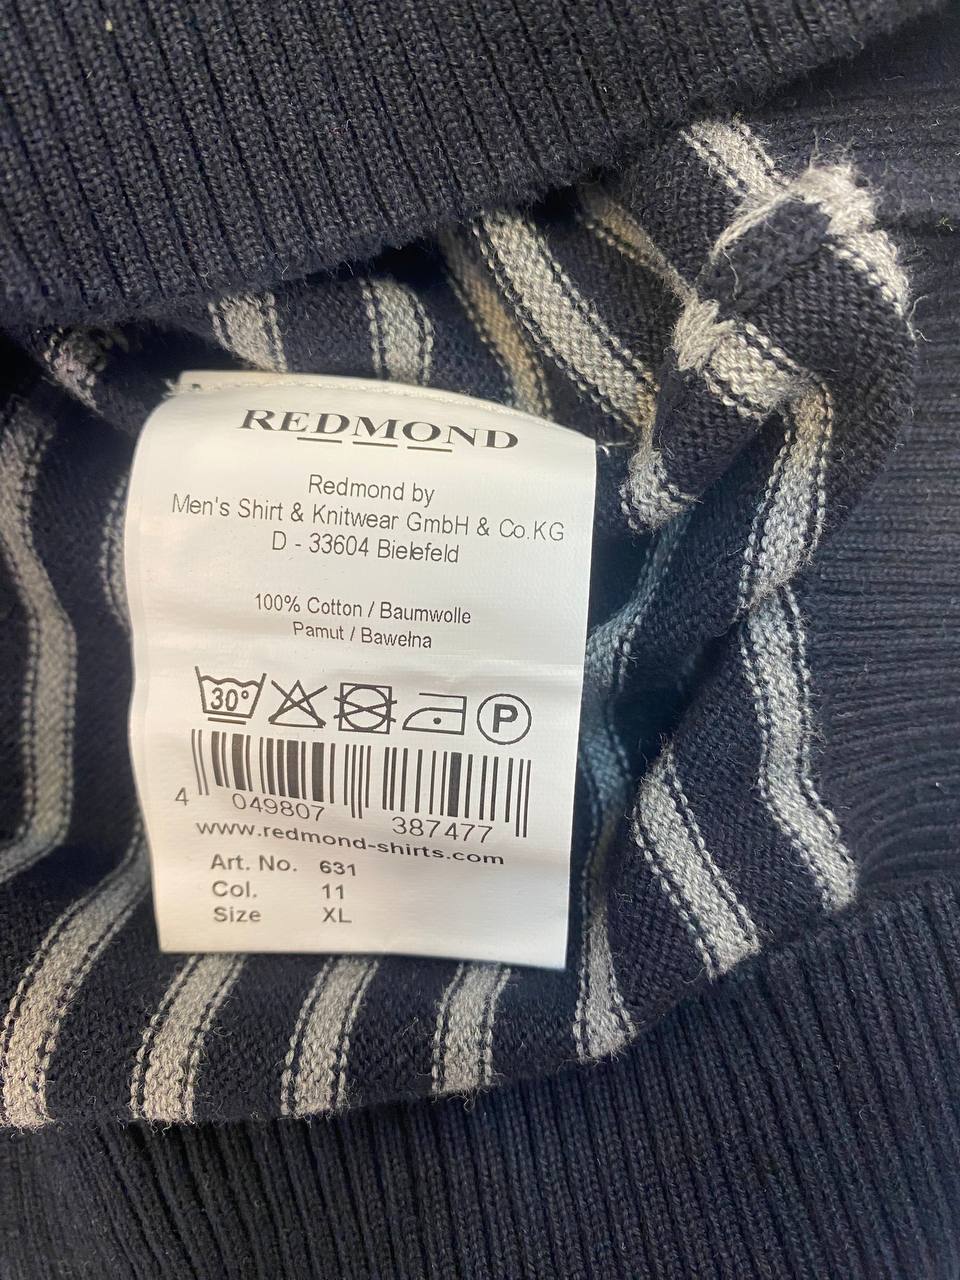 REDMOND
Redmond by
Men's Shirt & Knitwear GmbH & Co.KG
D - 33604 Bielefeld
100% Cotton / Baumwolle
Pamut / Bawełna
30° P
4 049807 387477
www.redmond-shirts.com
Art. No. 631
Col. 11
Size XL